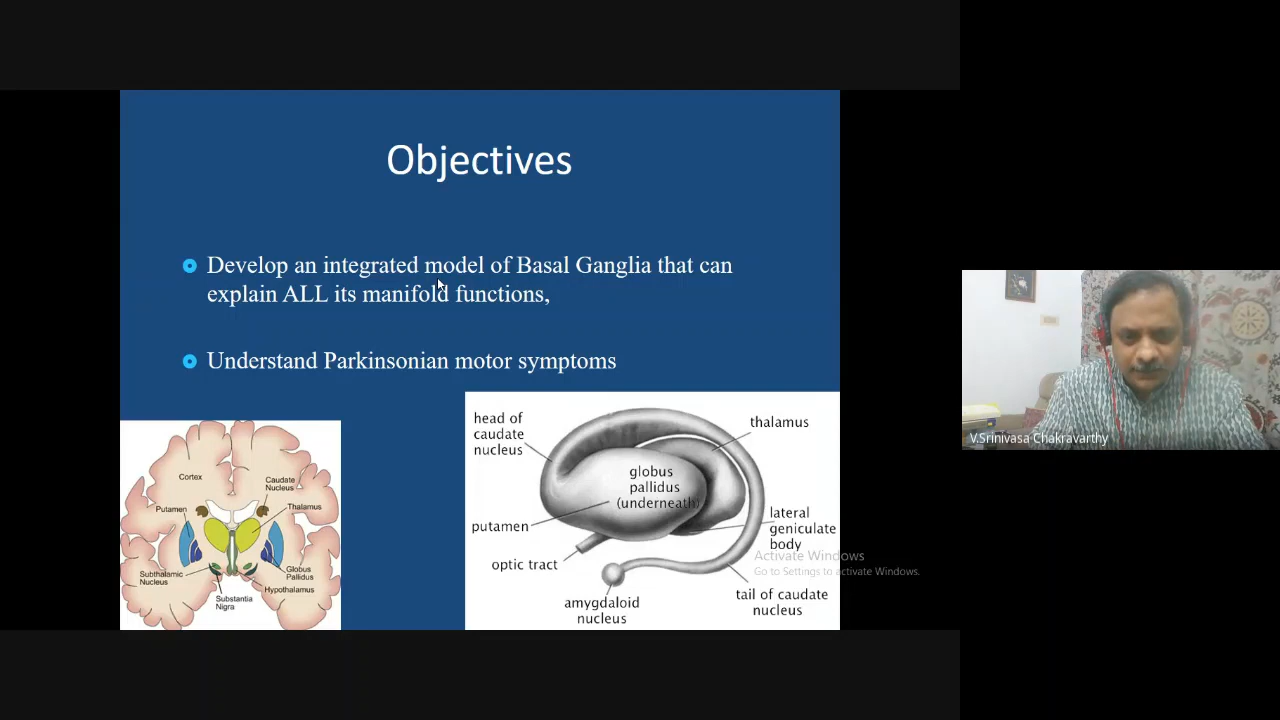 Objectives
Develop an integrated model of Basal Ganglia that can
explain ALL its manifold functions,
Understand Parkinsonian motor symptoms
Cortex
Caudate
Nucleus
Putamen
Thalamus
Subthalamic
Nucleus
Globus
Pallidus
Hypothalamus
Substantia
Nigra
head of
caudate
nucleus
thalamus
globus
pallidus
(underneath)
putamen
lateral
geniculate
body
optic tract
amygdaloid
nucleus
tail of caudate
nucleus
Activate Windows
Go to Settings to activate Windows.
V.Srinivasa Chakravarthy